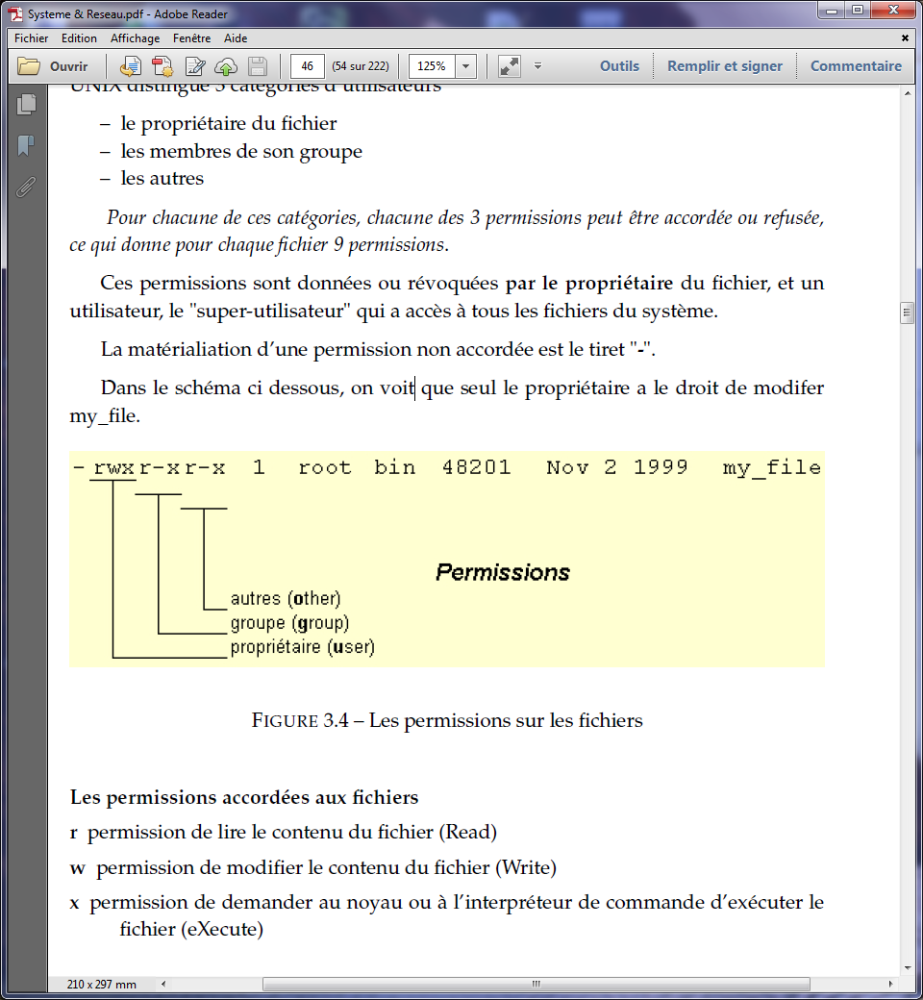 Systeme & Reseau.pdf - Adobe Reader
Fichier Edition Affichage Fenêtre Aide
Ouvrir 46 (54 sur 222) 125% Outils Remplir et signer Commentaire
UNIX distingue 3 catégories d'utilisateurs
– le propriétaire du fichier
– les membres de son groupe
– les autres
Pour chacune de ces catégories, chacune des 3 permissions peut être accordée ou refusée,
ce qui donne pour chaque fichier 9 permissions.
Ces permissions sont données ou révoquées par le propriétaire du fichier, et un
utilisateur, le "super-utilisateur" qui a accès à tous les fichiers du système.
La matérialiation d'une permission non accordée est le tiret "-".
Dans le schéma ci dessous, on voit que seul le propriétaire a le droit de modifer
my_file.
- rwx r-x r-x 1 root bin 48201 Nov 2 1999 my_file
Permissions
autres (other)
groupe (group)
propriétaire (user)
FIGURE 3.4 – Les permissions sur les fichiers
Les permissions accordées aux fichiers
r permission de lire le contenu du fichier (Read)
w permission de modifier le contenu du fichier (Write)
x permission de demander au noyau ou à l'interpréteur de commande d'exécuter le
fichier (eXecute)
210 x 297 mm